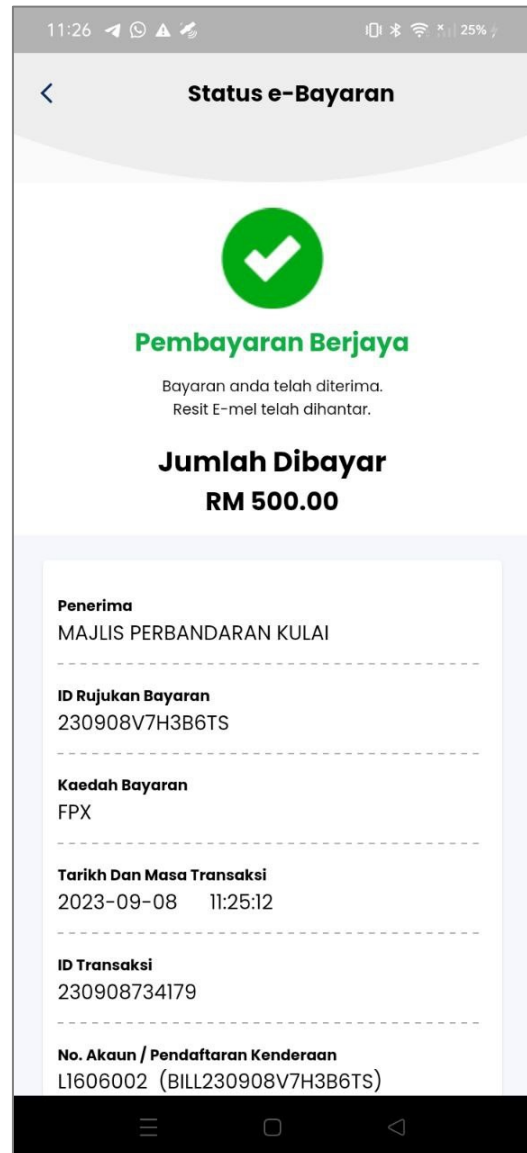 11:26
25%
Status e-Bayaran
Pembayaran Berjaya
Bayaran anda telah diterima.
Resit E-mel telah dihantar.
Jumlah Dibayar
RM 500.00
Penerima
MAJLIS PERBANDARAN KULAI
ID Rujukan Bayaran
230908V7H3B6TS
Kaedah Bayaran
FPX
Tarikh Dan Masa Transaksi
2023-09-08 11:25:12
ID Transaksi
230908734179
No. Akaun / Pendaftaran Kenderaan
L1606002 (BILL230908V7H3B6TS)